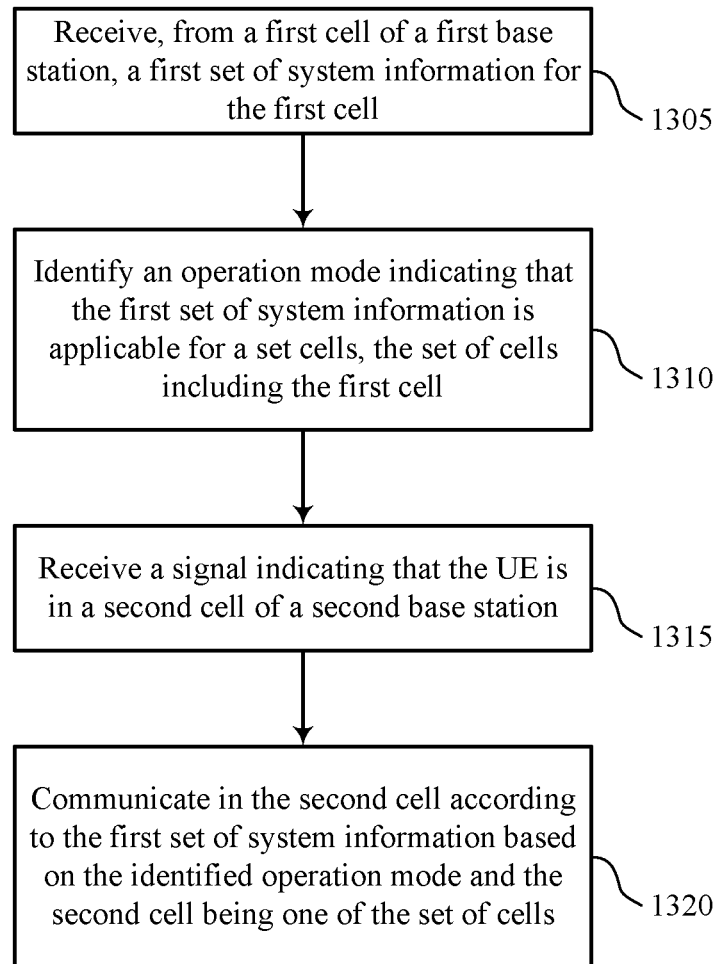 Receive, from a first cell of a first base
station, a first set of system information for
the first cell
1305
Identify an operation mode indicating that
the first set of system information is
applicable for a set cells, the set of cells
including the first cell
1310
Receive a signal indicating that the UE is
in a second cell of a second base station
1315
Communicate in the second cell according
to the first set of system information based
on the identified operation mode and the
second cell being one of the set of cells
1320